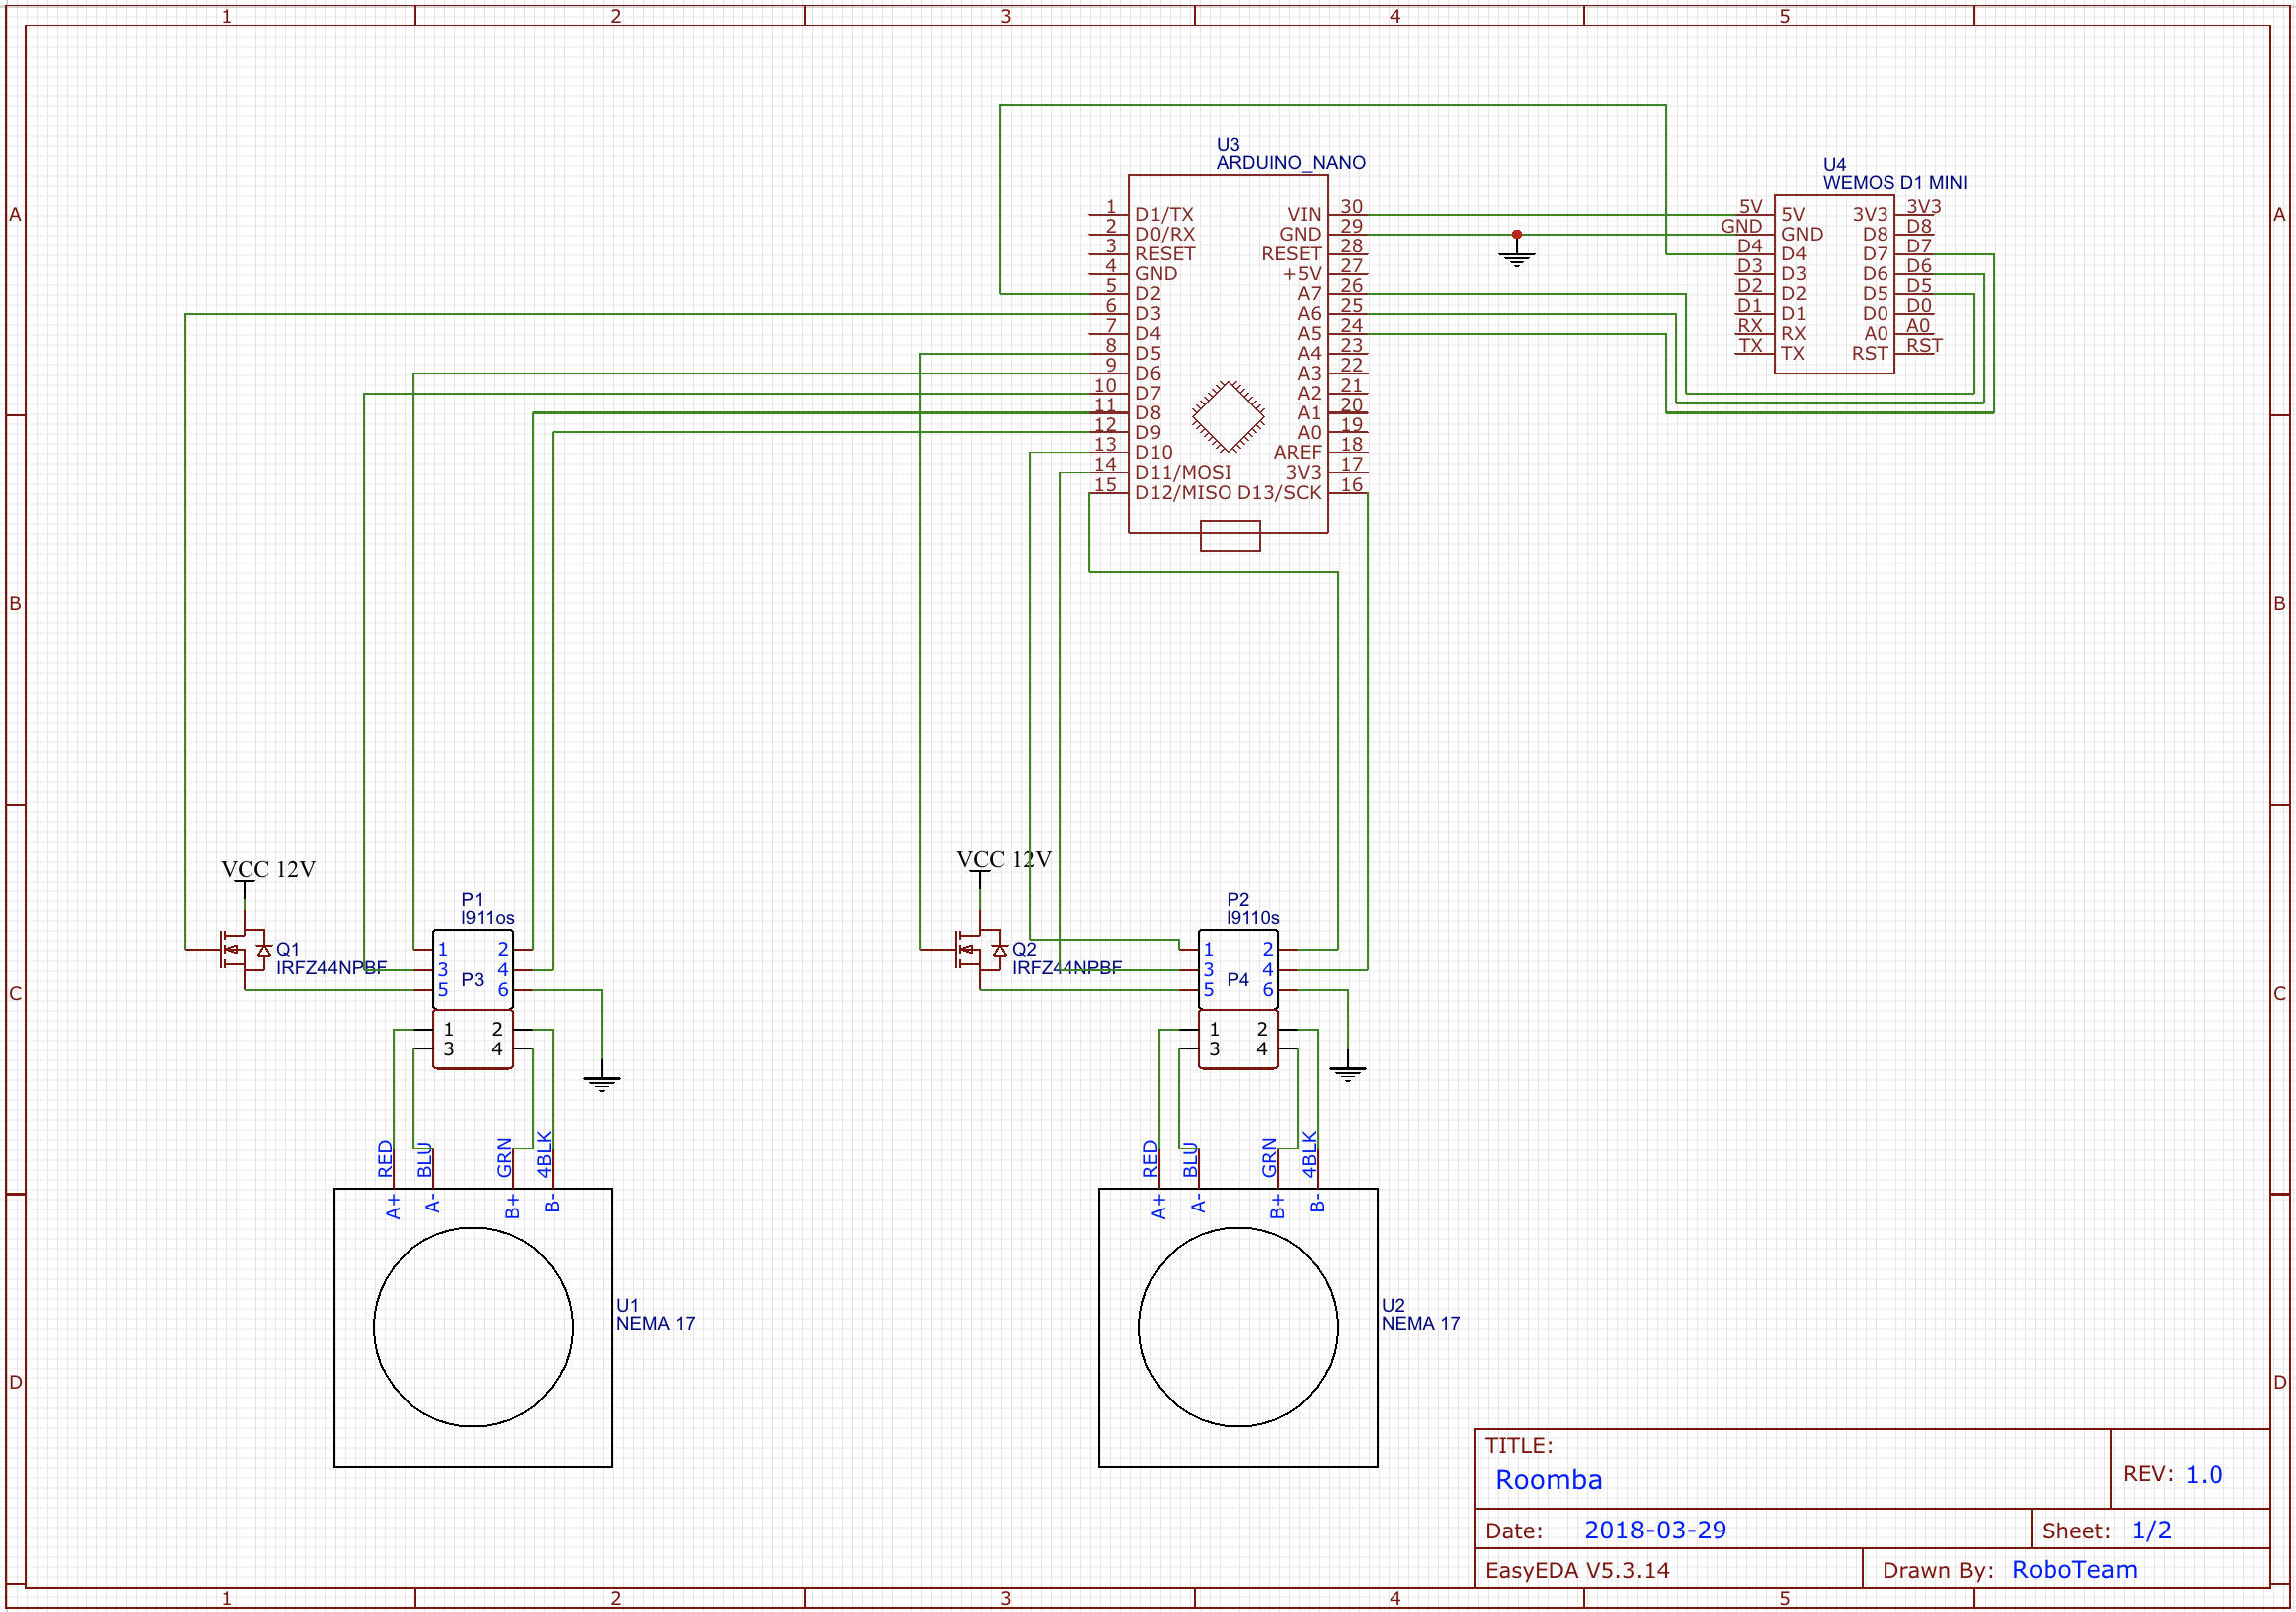 1 2 3 4 5
A A
B B
C C
D D
U3
ARDUINO_NANO
1 D1/TX VIN 30
2 D0/RX GND 29
3 RESET RESET 28
4 GND +5V 27
5 D2 A7 26
6 D3 A6 25
7 D4 A5 24
8 D5 A4 23
9 D6 A3 22
10 D7 A2 21
11 D8 A1 20
12 D9 A0 19
13 D10 AREF 18
14 D11/MOSI 3V3 17
15 D12/MISO D13/SCK 16
U4
WEMOS D1 MINI
5V 5V 3V3 3V3
GND GND D8 D8
D4 D4 D7 D7
D3 D3 D6 D6
D2 D2 D5 D5
D1 D1 D0 D0
RX RX A0 A0
TX TX RST RST
VCC 12V
Q1
IRFZ44NPBF
P1
l911os
1 2
3 4
5 P3 6
1 2
3 4
RED BLU GRN 4BLK
A+ A- B+ B-
U1
NEMA 17
VCC 12V
Q2
IRFZ44NPBF
P2
l9110s
1 2
3 4
5 P4 6
1 2
3 4
RED BLU GRN 4BLK
A+ A- B+ B-
U2
NEMA 17
TITLE:
Roomba
REV: 1.0
Date: 2018-03-29
Sheet: 1/2
EasyEDA V5.3.14
Drawn By: RoboTeam
1 2 3 4 5